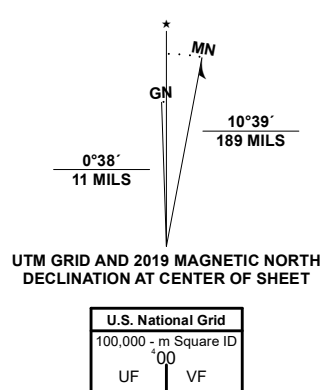 ★
MN
GN
10°39´
189 MILS
0°38´
11 MILS
UTM GRID AND 2019 MAGNETIC NORTH
DECLINATION AT CENTER OF SHEET
U.S. National Grid
100,000 - m Square ID
⁴00
UF VF